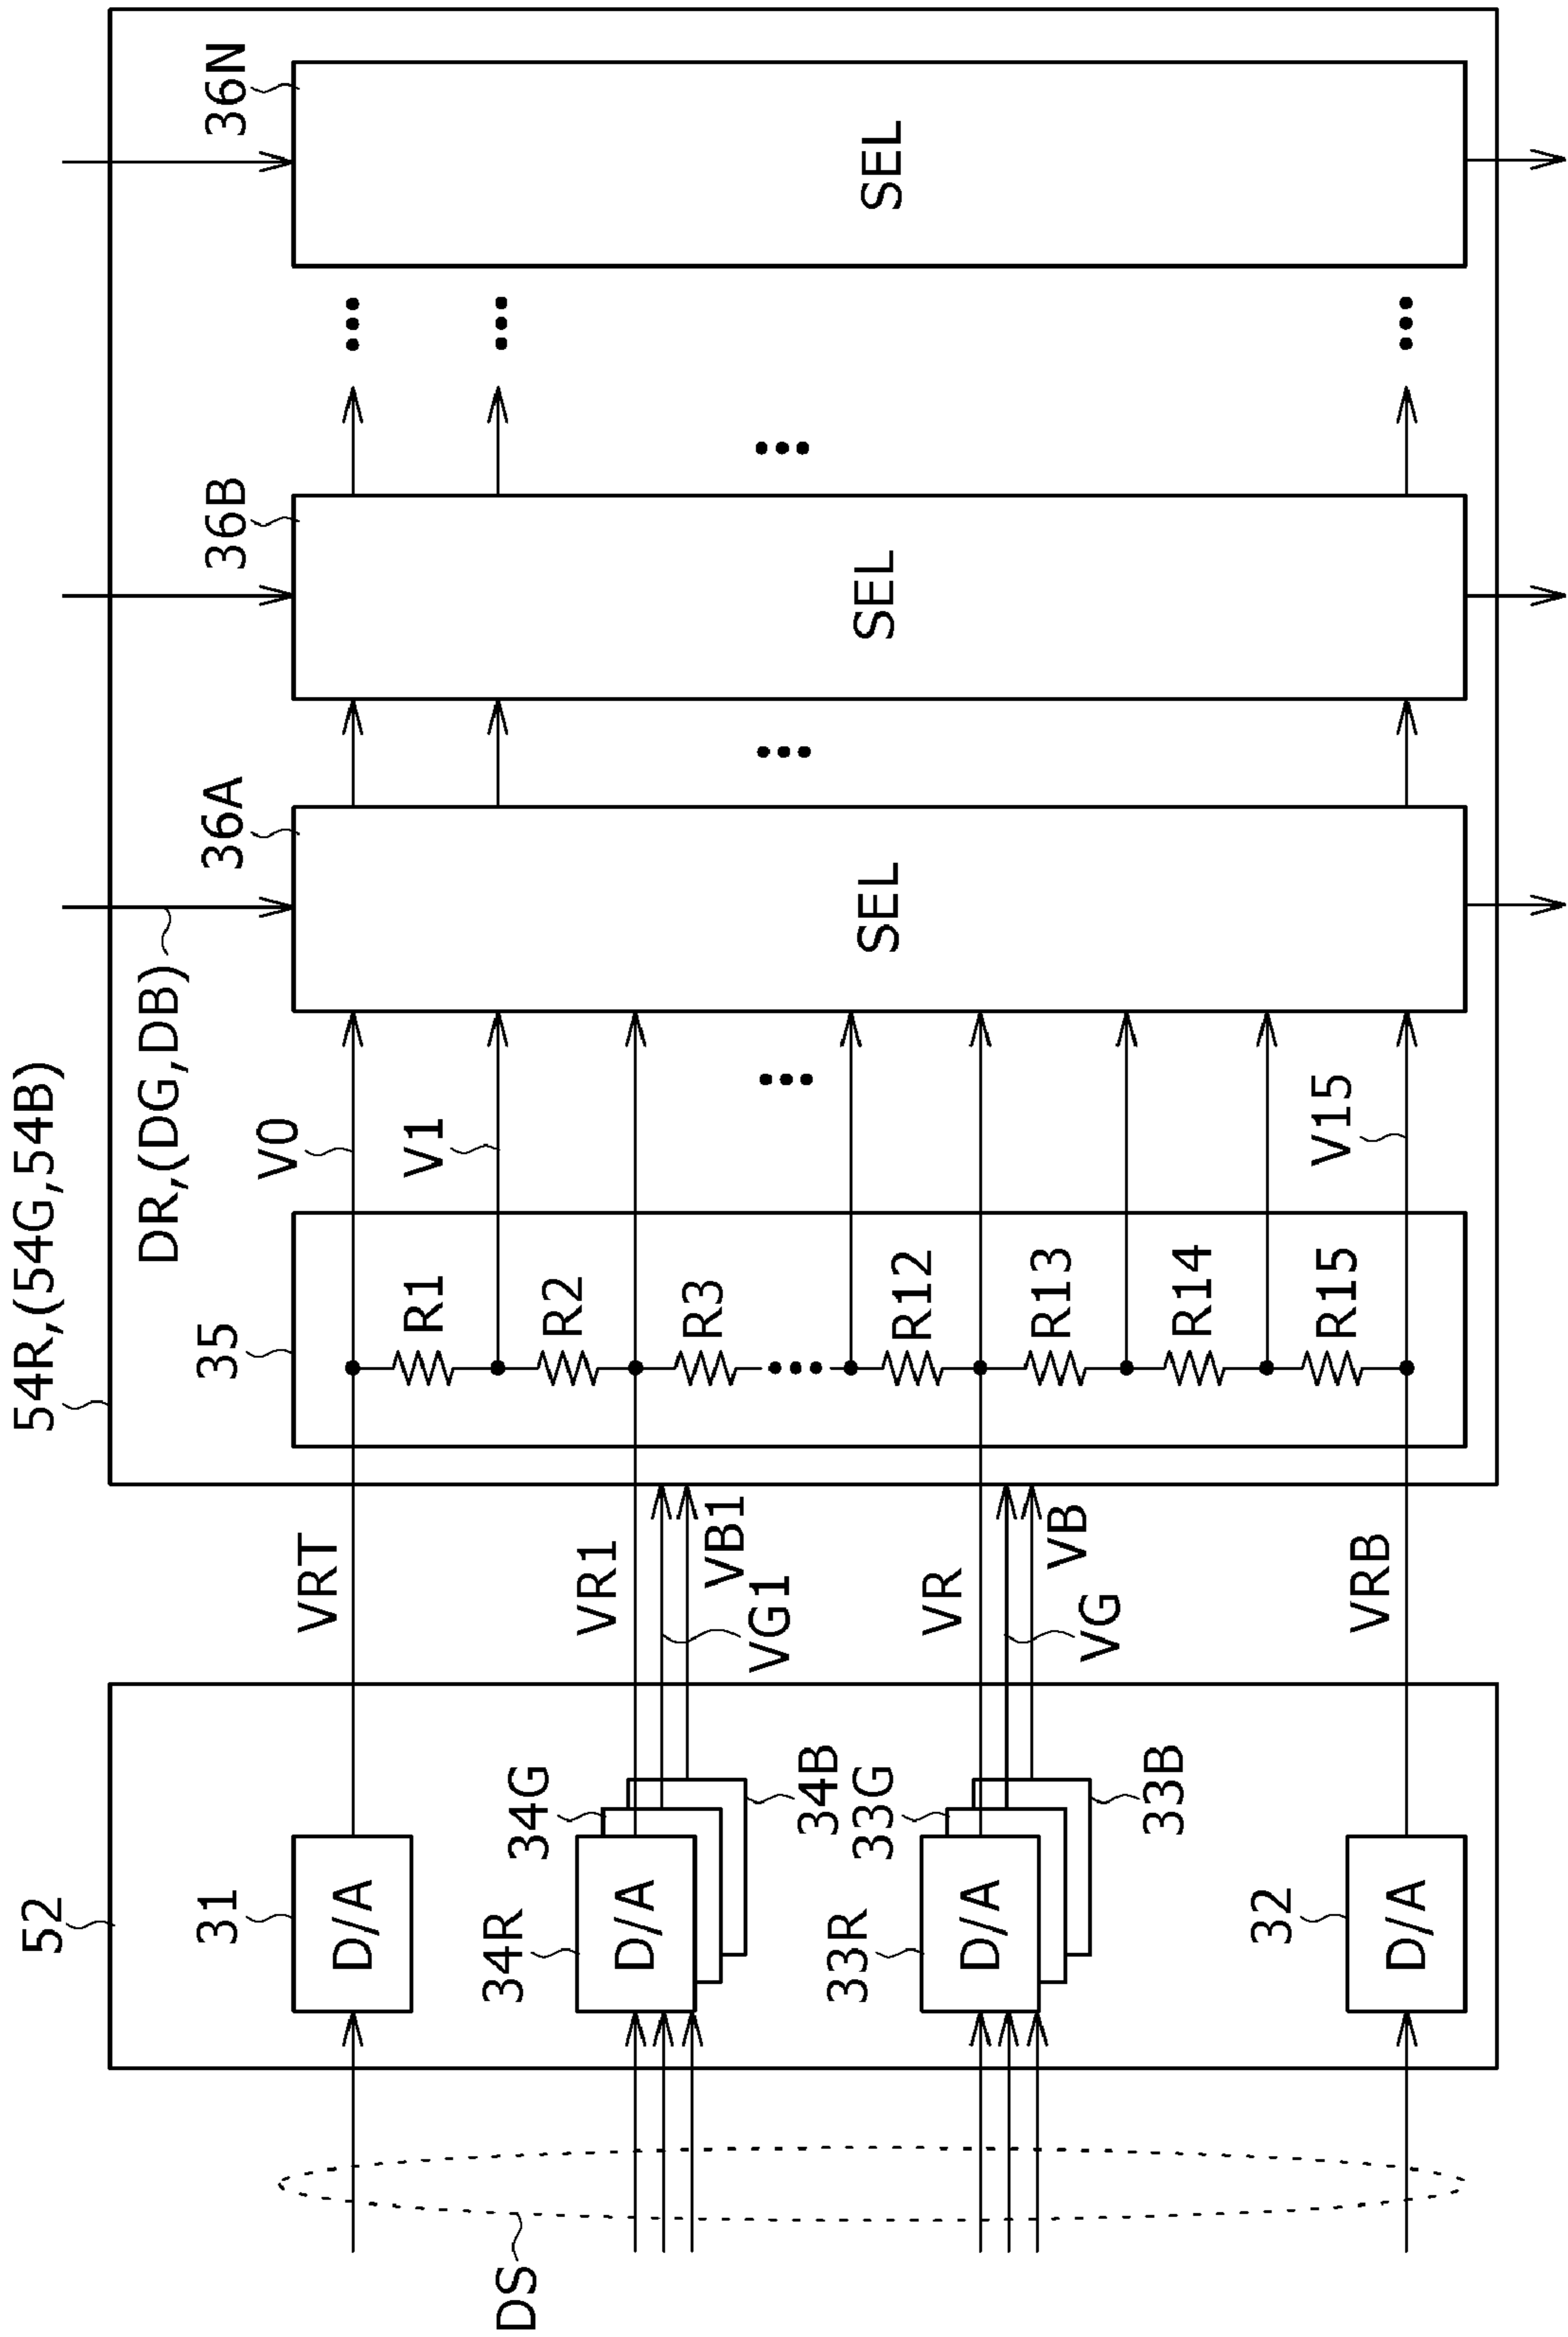 54R,(54G,54B)
52
DR,(DG,DB)
31
35
36A
36B
36N
D/A
VRT
V0
R1
V1
34R
34G
D/A
VR1
R2
34B
VG1
VB1
R3
...
...
...
...
...
SEL
SEL
SEL
33R
33G
D/A
VR
R12
33B
VG
VB
R13
R14
32
D/A
VRB
R15
V15
...
...
DS